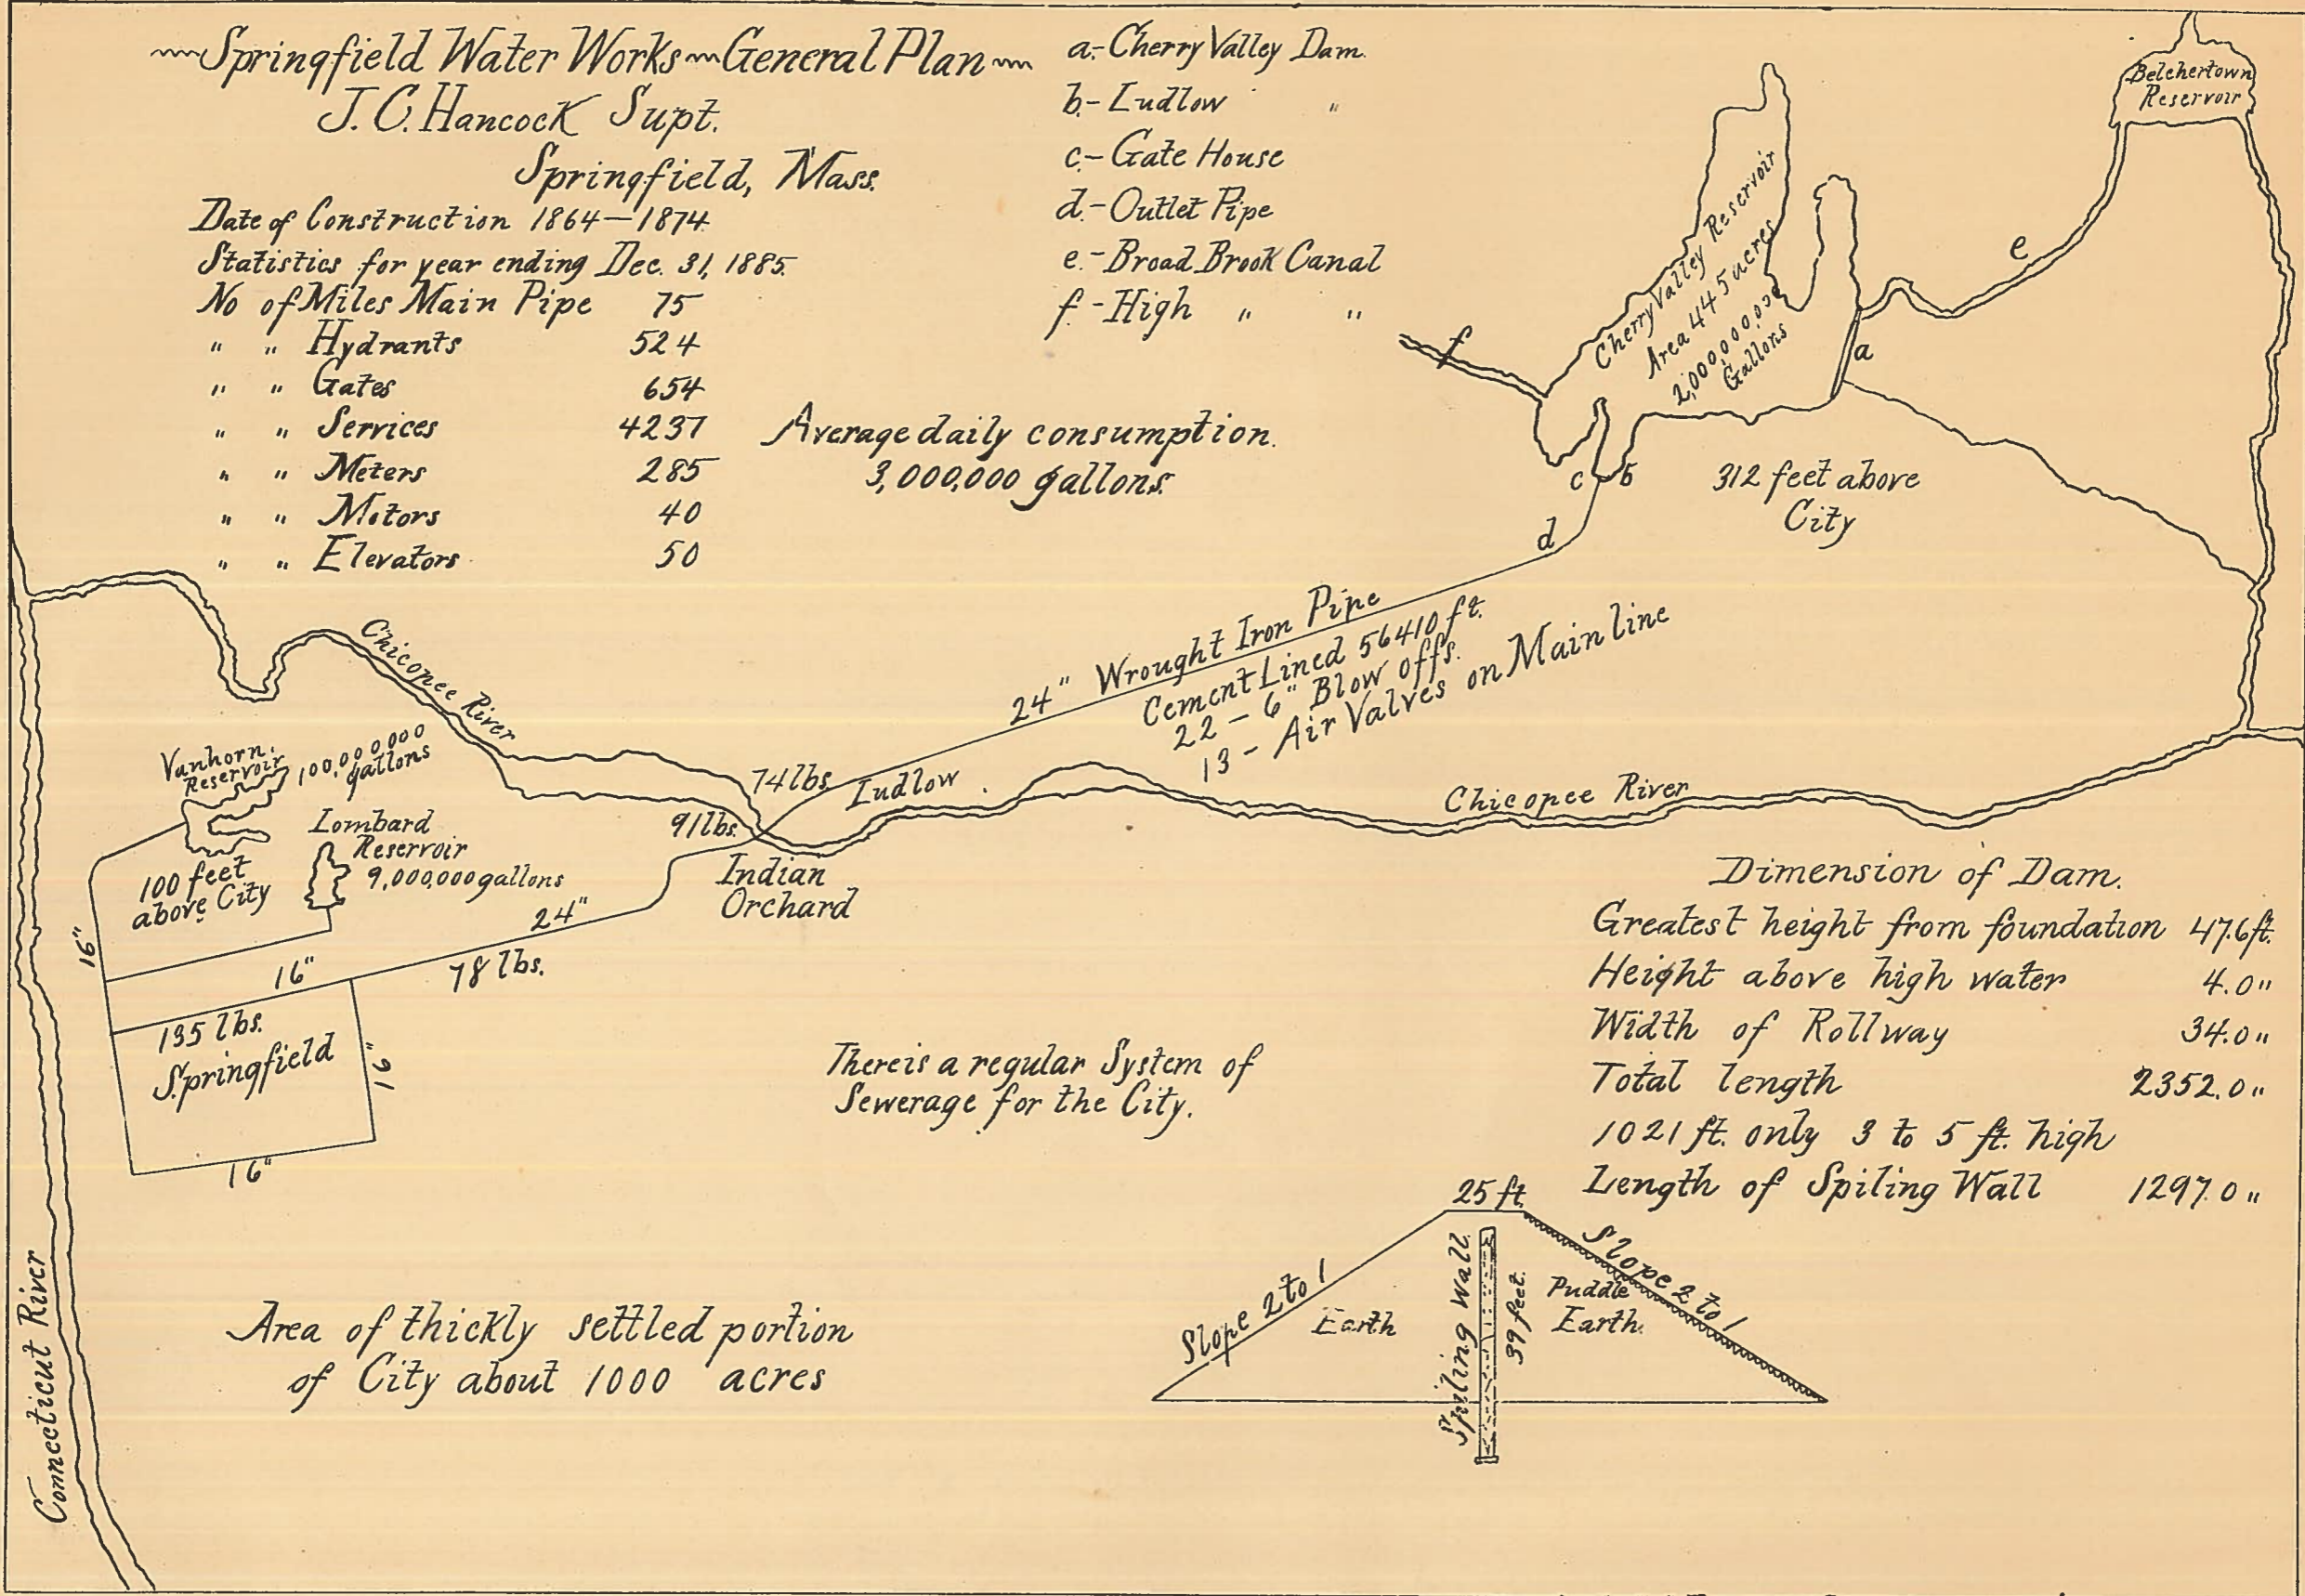 Springfield Water Works General Plan
J. C. Hancock Supt.
Springfield, Mass.
Date of Construction 1864–1874
Statistics for year ending Dec. 31, 1885.
No of Miles Main Pipe 75
" " Hydrants 524
" " Gates 654
" " Services 4237
" " Meters 285
" " Motors 40
" " Elevators 50
Average daily consumption.
3,000,000 gallons.
a.- Cherry Valley Dam.
b.- Ludlow "
c.- Gate House
d.- Outlet Pipe
e.- Broad Brook Canal
f.- High " "
Belchertown
Reservoir
Cherry Valley Reservoir
Area 445 acres
2,000,000,000
Gallons
e
f
a
c
b
d
312 feet above
City
24" Wrought Iron Pipe
Cement Lined 56410 ft.
22 – 6" Blow offs.
13 – Air Valves on Main line
Chicopee River
Vanhorn.
Reservoir
100,000,000
gallons
74 lbs.
Ludlow
Chicopee River
91 lbs.
Lombard
Reservoir
9,000,000 gallons
100 feet
above City
Indian
Orchard
24"
16"
16"
78 lbs.
135 lbs.
Springfield
16"
16"
There is a regular System of
Sewerage for the City.
Dimension of Dam.
Greatest height from foundation 47.6 ft.
Height above high water 4.0 "
Width of Rollway 34.0 "
Total length 2352.0 "
1021 ft. only 3 to 5 ft. high
Length of Spiling Wall 1297.0 "
25 ft.
Slope 2 to 1
Earth
Spiling Wall
39 feet.
Puddle
Earth.
Slope 2 to 1
Area of thickly settled portion
of City about 1000 acres
Connecticut River